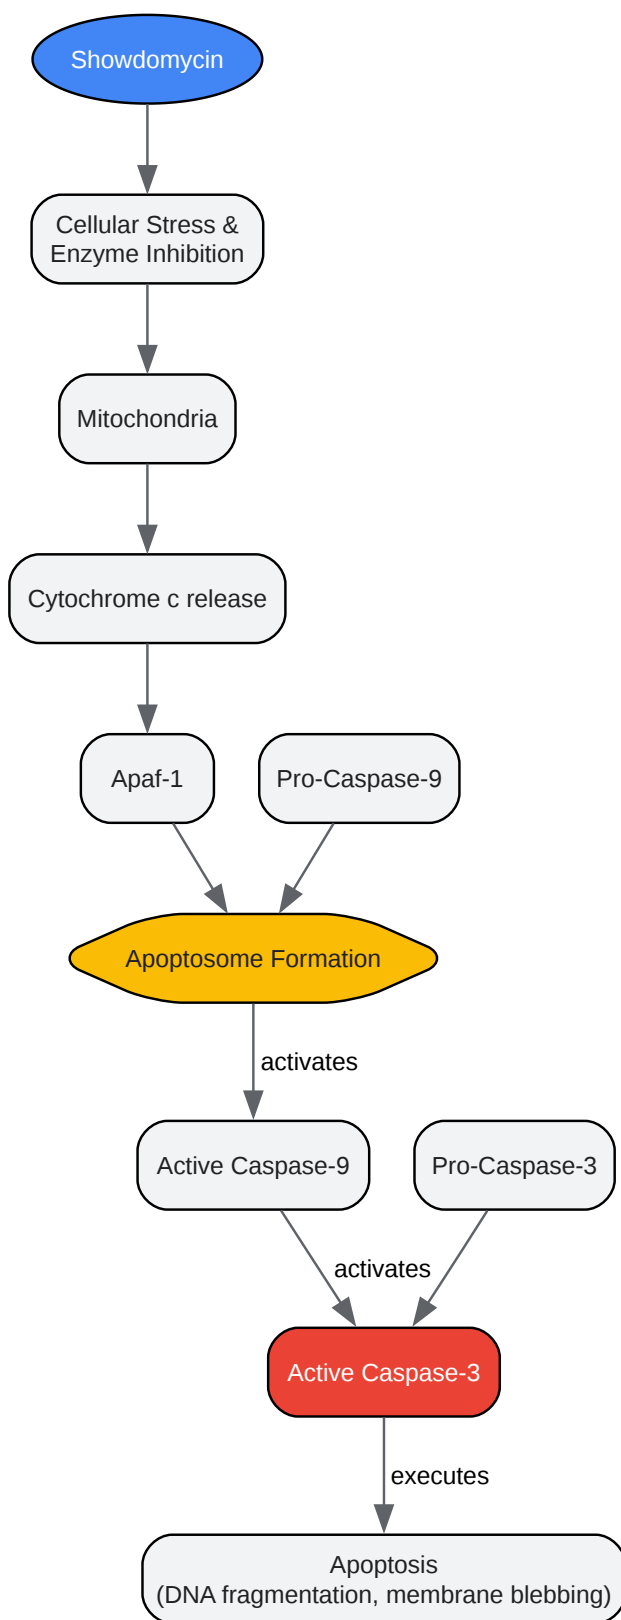 Showdomycin
Cellular Stress &
Enzyme Inhibition
Mitochondria
Cytochrome c release
Apaf-1
Pro-Caspase-9
Apoptosome Formation
activates
Active Caspase-9
Pro-Caspase-3
activates
Active Caspase-3
executes
Apoptosis
(DNA fragmentation, membrane blebbing)